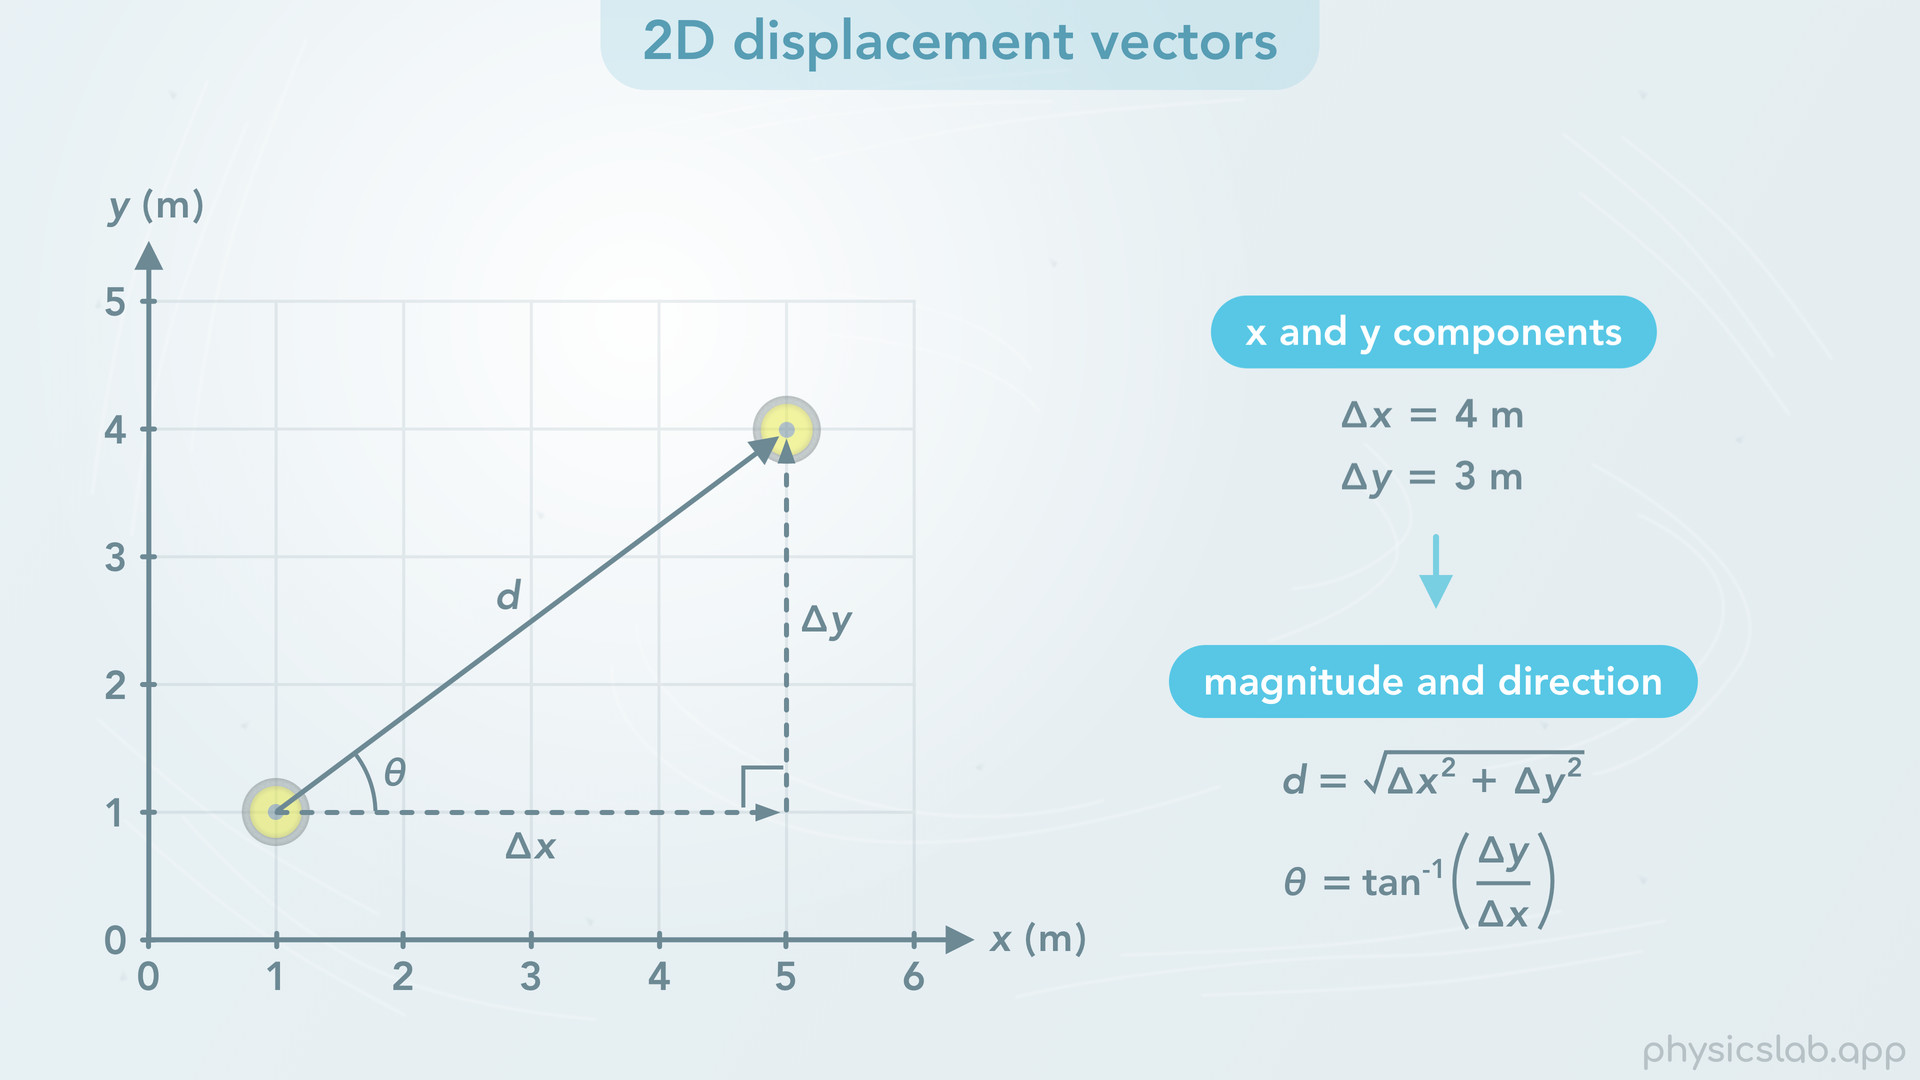 2D displacement vectors
y (m)
5
4
3
2
1
0
0 1 2 3 4 5 6
x (m)
d
θ
Δx
Δy
x and y components
Δx = 4 m
Δy = 3 m
magnitude and direction
d = √Δx² + Δy²
θ = tan⁻¹(Δy/Δx)
physicslab.app